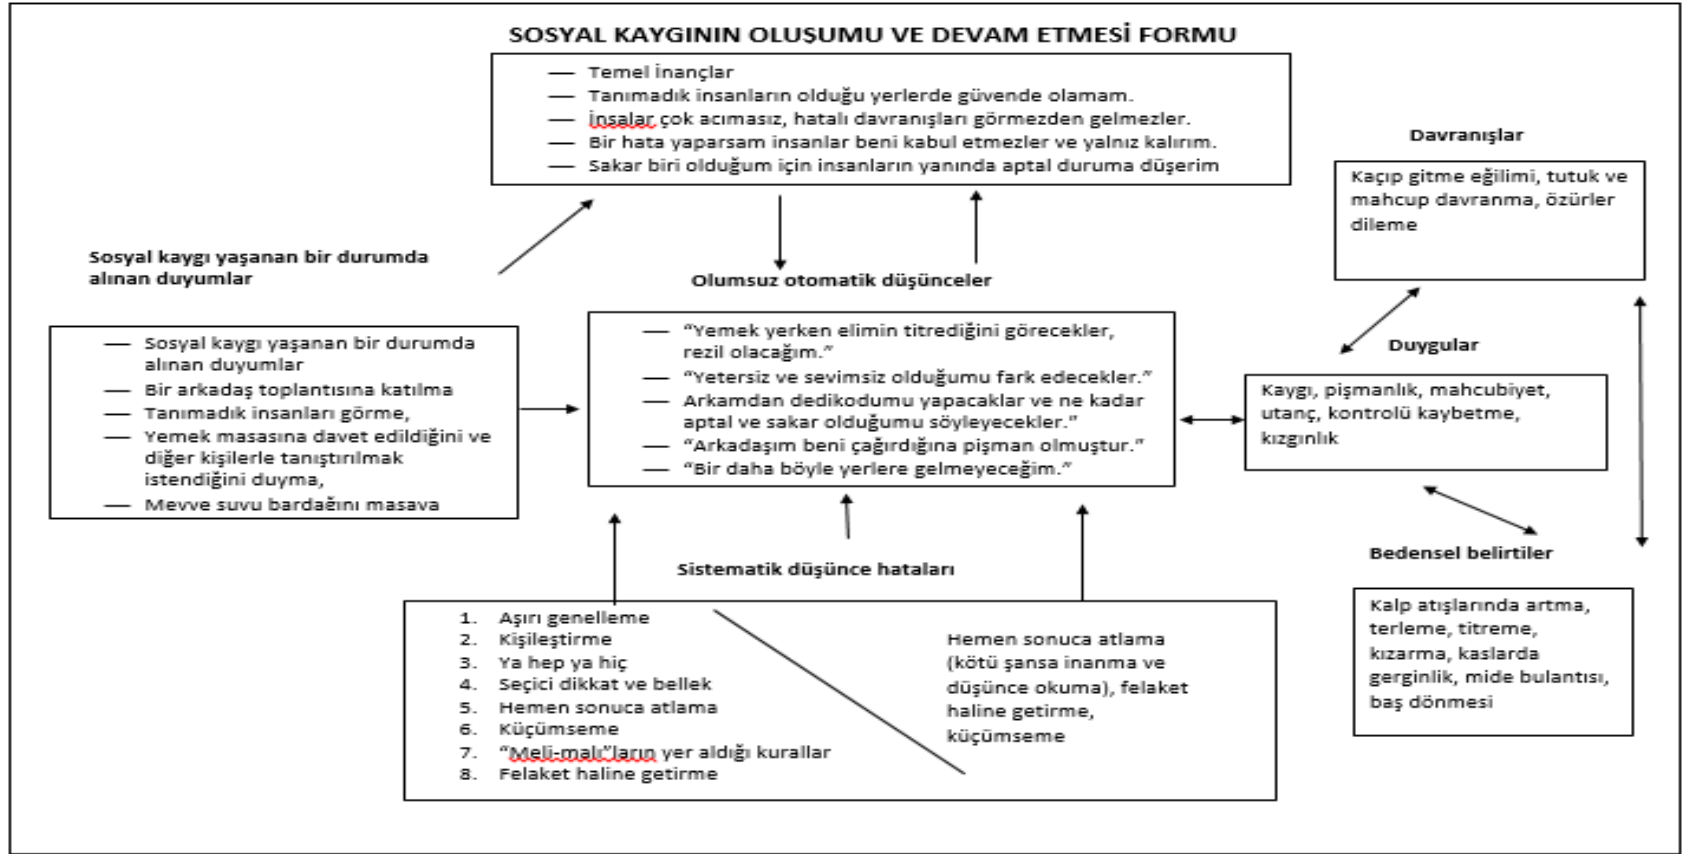 SOSYAL KAYGININ OLUŞUMU VE DEVAM ETMESİ FORMU
— Temel İnançlar
— Tanımadık insanların olduğu yerlerde güvende olamam.
— İnsalar çok acımasız, hatalı davranışları görmezden gelmezler.
— Bir hata yaparsam insanlar beni kabul etmezler ve yalnız kalırım.
— Sakar biri olduğum için insanların yanında aptal duruma düşerim
Sosyal kaygı yaşanan bir durumda
alınan duyumlar
— Sosyal kaygı yaşanan bir durumda
alınan duyumlar
— Bir arkadaş toplantısına katılma
— Tanımadık insanları görme,
— Yemek masasına davet edildiğini ve
diğer kişilerle tanıştırılmak
istendiğini duyma,
— Meyve suyu bardağını masaya
Olumsuz otomatik düşünceler
— “Yemek yerken elimin titrediğini görecekler,
rezil olacağım.”
— “Yetersiz ve sevimsiz olduğumu fark edecekler.”
— Arkamdan dedikodumu yapacaklar ve ne kadar
aptal ve sakar olduğumu söyleyecekler.”
— “Arkadaşım beni çağırdığına pişman olmuştur.”
— “Bir daha böyle yerlere gelmeyeceğim.”
Davranışlar
Kaçıp gitme eğilimi, tutuk ve
mahcup davranma, özürler
dileme
Duygular
Kaygı, pişmanlık, mahcubiyet,
utanç, kontrolü kaybetme,
kızgınlık
Bedensel belirtiler
Kalp atışlarında artma,
terleme, titreme,
kızarma, kaslarda
gerginlik, mide bulantısı,
baş dönmesi
Sistematik düşünce hataları
1. Aşırı genelleme
2. Kişileştirme
3. Ya hep ya hiç
4. Seçici dikkat ve bellek
5. Hemen sonuca atlama
6. Küçümseme
7. “Meli-malı”ların yer aldığı kurallar
8. Felaket haline getirme
Hemen sonuca atlama
(kötü şansa inanma ve
düşünce okuma), felaket
haline getirme,
küçümseme